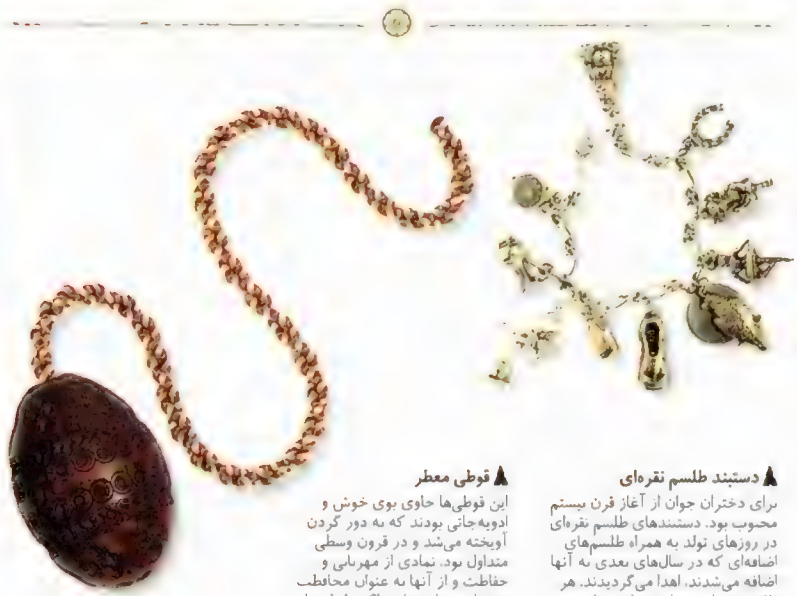 دستبند طلسم نقره‌ای
برای دختران جوان از آغاز قرن بیستم
محبوب بود. دستبندهای طلسم نقره‌ای
در روزهای تولد به همراه طلسم‌های
اضافه‌ای که در سال‌های بعدی به آنها
اضافه می‌شدند، اهدا می‌گردیدند. هر
قوطی معطر
این قوطی‌ها حاوی بوی خوش و
ادویه‌جاتی بودند که به دور گردن
آویخته می‌شد و در قرون وسطی
متداول بود. نمادی از مهربانی و
حفاظت و از آنها به عنوان محافظت